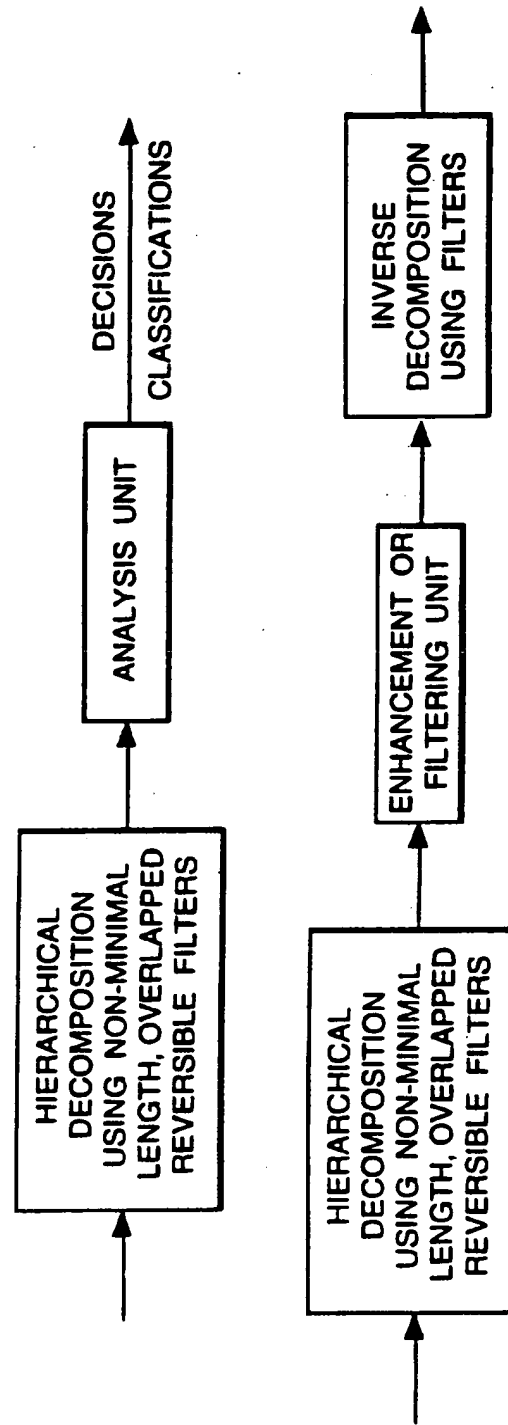 HIERARCHICAL
DECOMPOSITION
USING NON-MINIMAL
LENGTH, OVERLAPPED
REVERSIBLE FILTERS
ANALYSIS UNIT
DECISIONS
CLASSIFICATIONS
HIERARCHICAL
DECOMPOSITION
USING NON-MINIMAL
LENGTH, OVERLAPPED
REVERSIBLE FILTERS
ENHANCEMENT OR
FILTERING UNIT
INVERSE
DECOMPOSITION
USING FILTERS